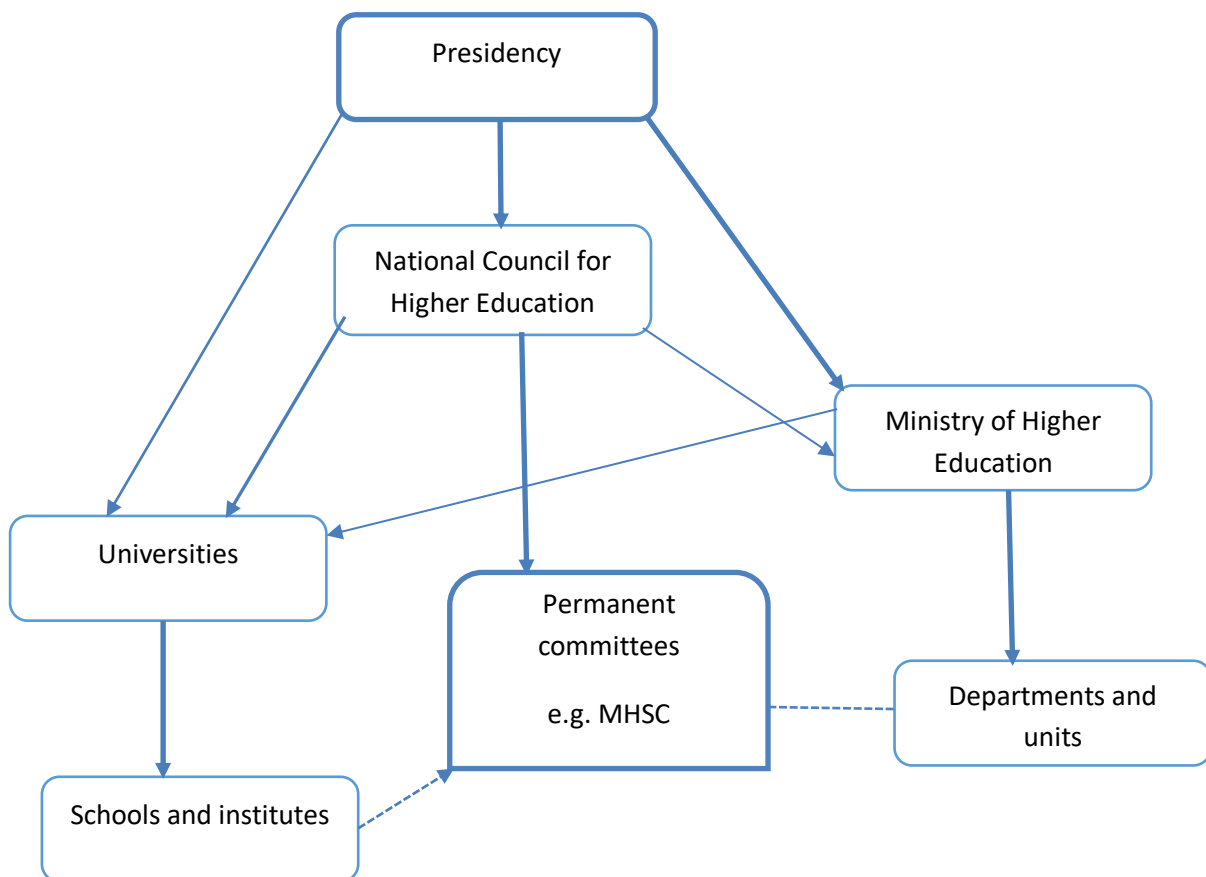 Presidency
National Council for
Higher Education
Ministry of Higher
Education
Universities
Permanent
committees
e.g. MHSC
Departments and
units
Schools and institutes